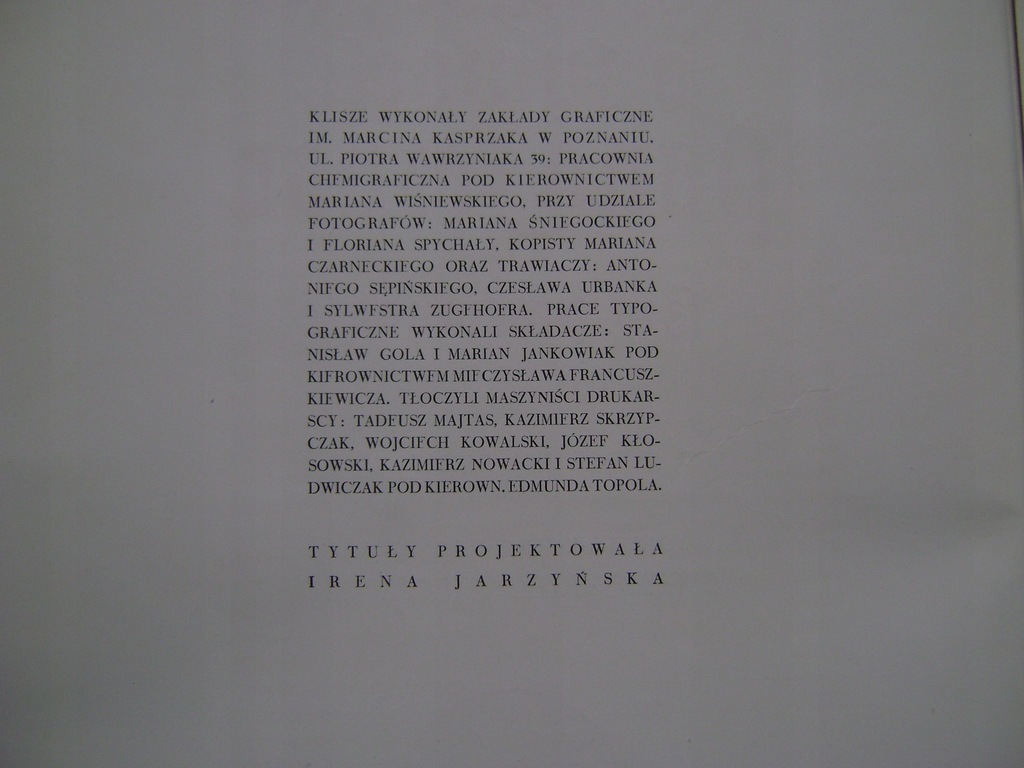 KLISZE WYKONAŁY ZAKŁADY GRAFICZNE
IM. MARCINA KASPRZAKA W POZNANIU,
UL. PIOTRA WAWRZYNIAKA 39: PRACOWNIA
CHEMIGRAFICZNA POD KIEROWNICTWEM
MARIANA WIŚNIEWSKIEGO, PRZY UDZIALE
FOTOGRAFÓW: MARIANA ŚNIEGOCKIEGO
I FLORIANA SPYCHAŁY, KOPISTY MARIANA
CZARNECKIEGO ORAZ TRAWIACZY: ANTO-
NIEGO SĘPIŃSKIEGO, CZESŁAWA URBANKA
I SYLWESTRA ZUGEHOERA. PRACE TYPO-
GRAFICZNE WYKONALI SKŁADACZE: STA-
NISŁAW GOLA I MARIAN JANKOWIAK POD
KIEROWNICTWEM MIECZYSŁAWA FRANCUSZ-
KIEWICZA. TŁOCZYLI MASZYNIŚCI DRUKAR-
SCY: TADEUSZ MAJTAS, KAZIMIERZ SKRZYP-
CZAK, WOJCIECH KOWALSKI, JÓZEF KŁO-
SOWSKI, KAZIMIERZ NOWACKI I STEFAN LU-
DWICZAK POD KIEROWN. EDMUNDA TOPOLA.
TYTUŁY PROJEKTOWAŁA
IRENA JARZYŃSKA